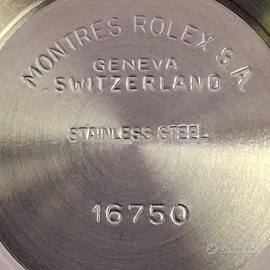 MONTRES ROLEX S.A
GENEVA
SWITZERLAND
STAINLESS STEEL
16750